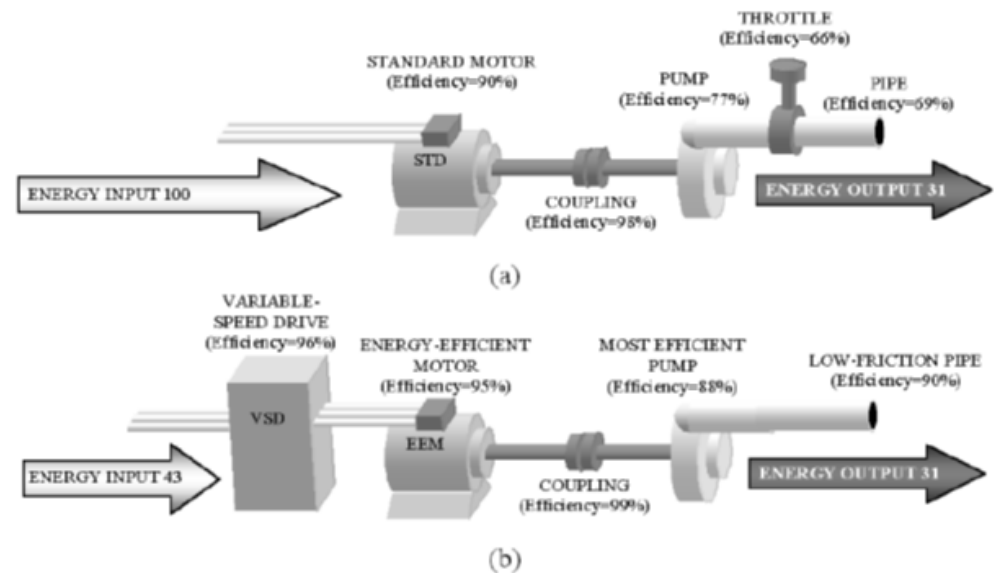 THROTTLE
(Efficiency=66%)
STANDARD MOTOR
(Efficiency=90%)
PUMP
(Efficiency=77%)
PIPE
(Efficiency=69%)
STD
ENERGY INPUT 100
COUPLING
(Efficiency=98%)
ENERGY OUTPUT 31
(a)
VARIABLE-
SPEED DRIVE
(Efficiency=96%)
ENERGY-EFFICIENT
MOTOR
(Efficiency=95%)
MOST EFFICIENT
PUMP
(Efficiency=88%)
LOW-FRICTION PIPE
(Efficiency=90%)
VSD
EEM
ENERGY INPUT 43
COUPLING
(Efficiency=99%)
ENERGY OUTPUT 31
(b)